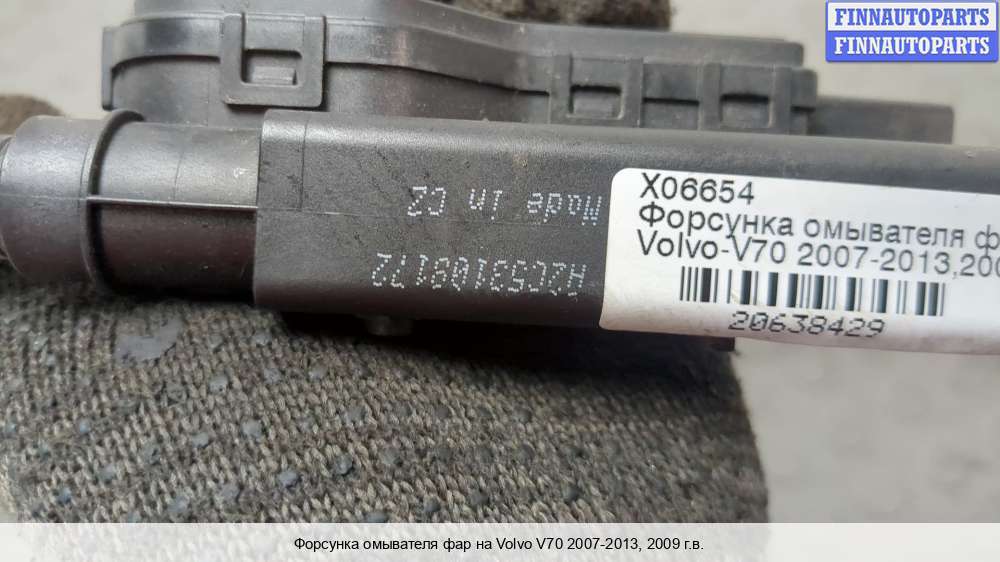 FINNAUTOPARTS
FINNAUTOPARTS
Made in CZ
A2C53108172
X06654
Форсунка омывателя ф
Volvo-V70 2007-2013,200
20638429
Форсунка омывателя фар на Volvo V70 2007-2013, 2009 г.в.